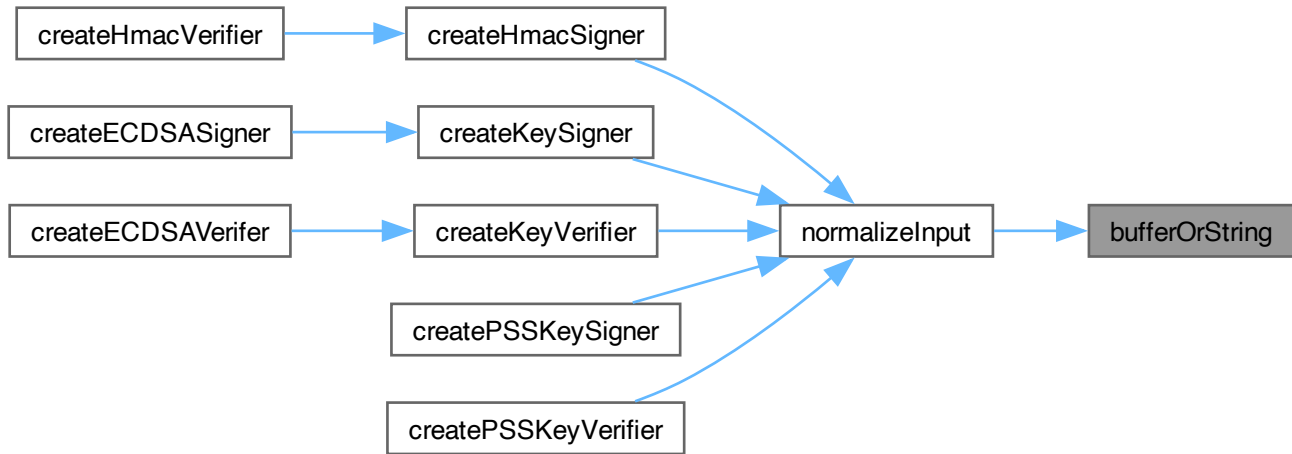 createHmacVerifier
createHmacSigner
createECDSASigner
createKeySigner
createECDSAVerifer
createKeyVerifier
normalizeInput
bufferOrString
createPSSKeySigner
createPSSKeyVerifier